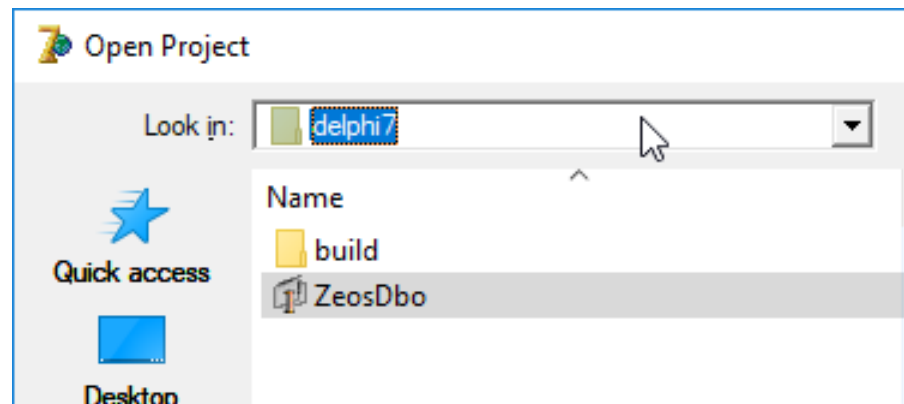 Open Project
Look in:
delphi7
Name
build
Quick access
ZeosDbo
Desktop